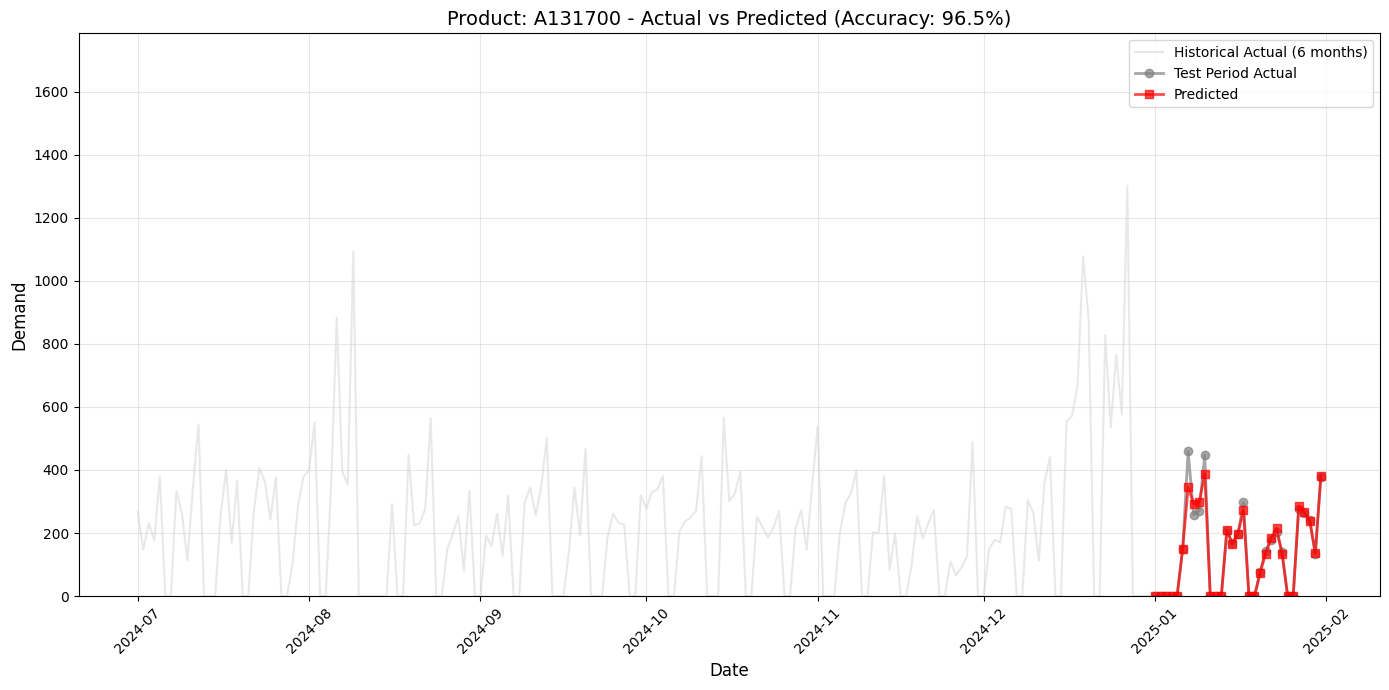 Product: A131700 - Actual vs Predicted (Accuracy: 96.5%)
Historical Actual (6 months)
Test Period Actual
Predicted
Demand
1600
1400
1200
1000
800
600
400
200
0
2024-07
2024-08
2024-09
2024-10
2024-11
2024-12
2025-01
2025-02
Date